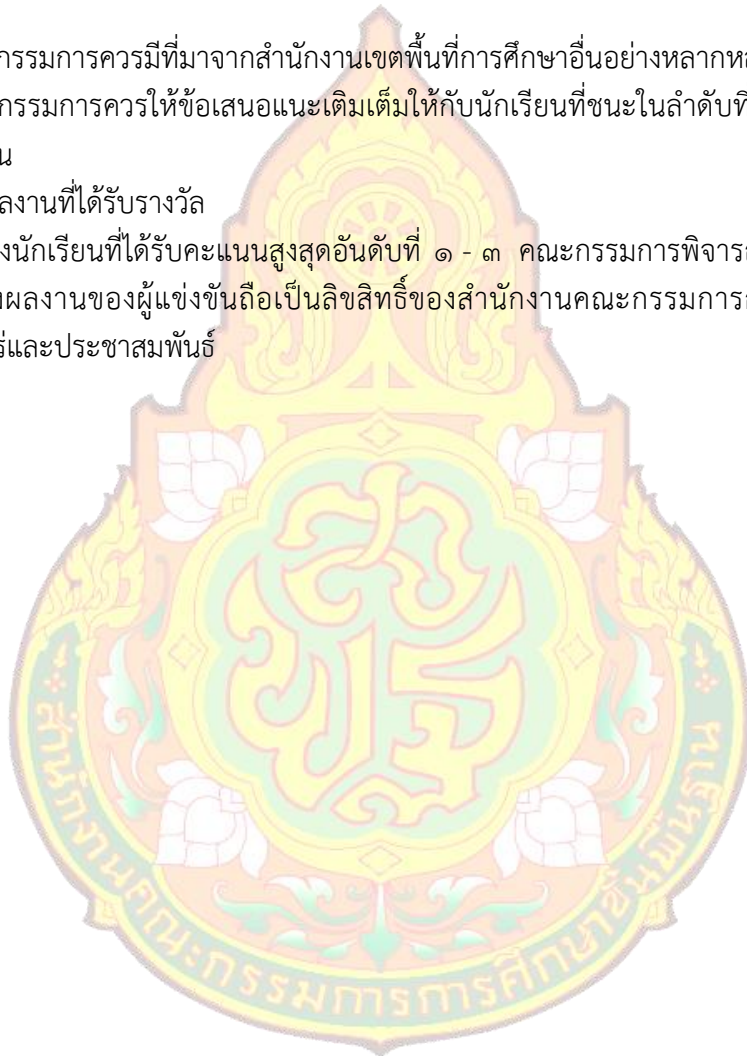 กรรมการควรมีที่มาจากสำนักงานเขตพื้นที่การศึกษาอื่นอย่างหลากหล
กรรมการควรให้ข้อเสนอแนะเติมเต็มให้กับนักเรียนที่ชนะในลำดับที
น
ลงานที่ได้รับรางวัล
งนักเรียนที่ได้รับคะแนนสูงสุดอันดับที่ ๑ - ๓ คณะกรรมการพิจารณ
งผลงานของผู้แข่งขันถือเป็นลิขสิทธิ์ของสำนักงานคณะกรรมการก
ร่และประชาสมพันธ์
สพฐ
สำนักงานคณะกรรมการการศึกษาขั้นพื้นฐาน